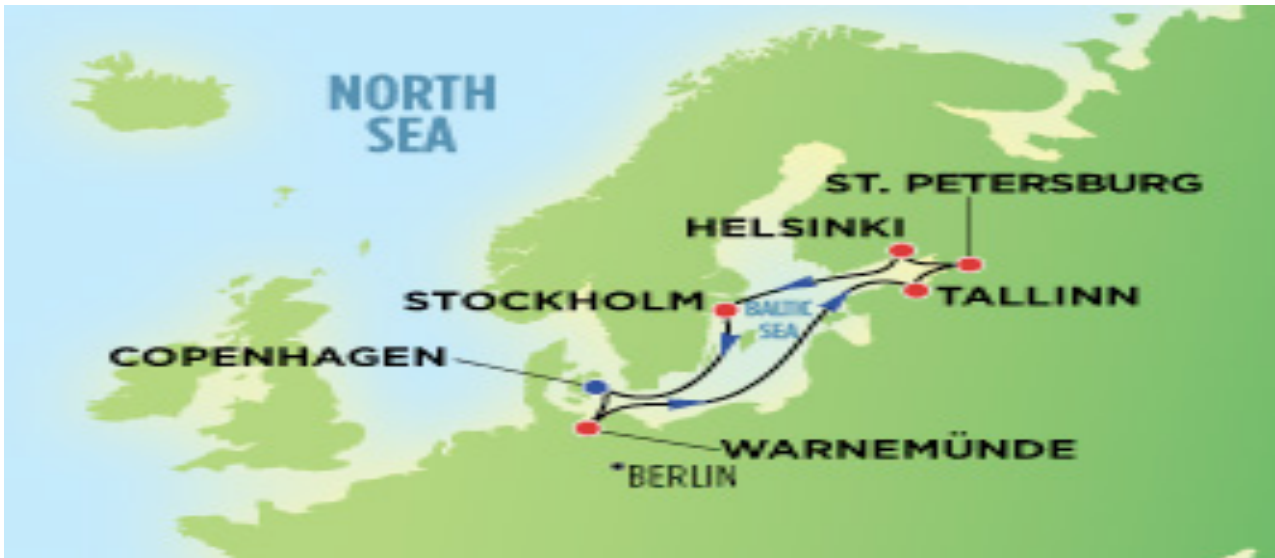 NORTH
SEA
ST. PETERSBURG
HELSINKI
STOCKHOLM
BALTIC
SEA
TALLINN
COPENHAGEN
WARNEMÜNDE
*BERLIN